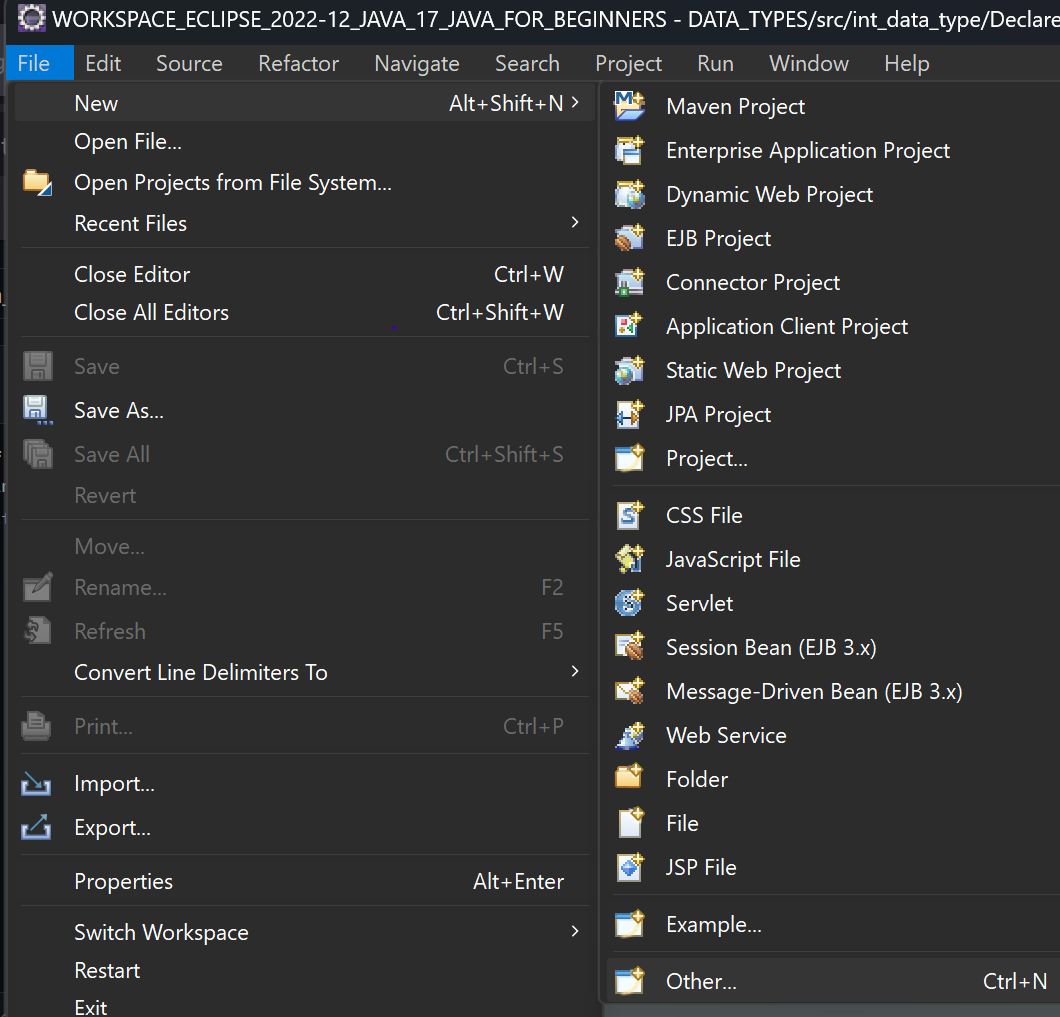 WORKSPACE_ECLIPSE_2022-12_JAVA_17_JAVA_FOR_BEGINNERS - DATA_TYPES/src/int_data_type/Declare
File Edit Source Refactor Navigate Search Project Run Window Help
New Alt+Shift+N
Open File...
Open Projects from File System...
Recent Files
Close Editor Ctrl+W
Close All Editors Ctrl+Shift+W
Save Ctrl+S
Save As...
Save All Ctrl+Shift+S
Revert
Move...
Rename... F2
Refresh F5
Convert Line Delimiters To
Print... Ctrl+P
Import...
Export...
Properties Alt+Enter
Switch Workspace
Restart
Exit
Maven Project
Enterprise Application Project
Dynamic Web Project
EJB Project
Connector Project
Application Client Project
Static Web Project
JPA Project
Project...
CSS File
JavaScript File
Servlet
Session Bean (EJB 3.x)
Message-Driven Bean (EJB 3.x)
Web Service
Folder
File
JSP File
Example...
Other... Ctrl+N